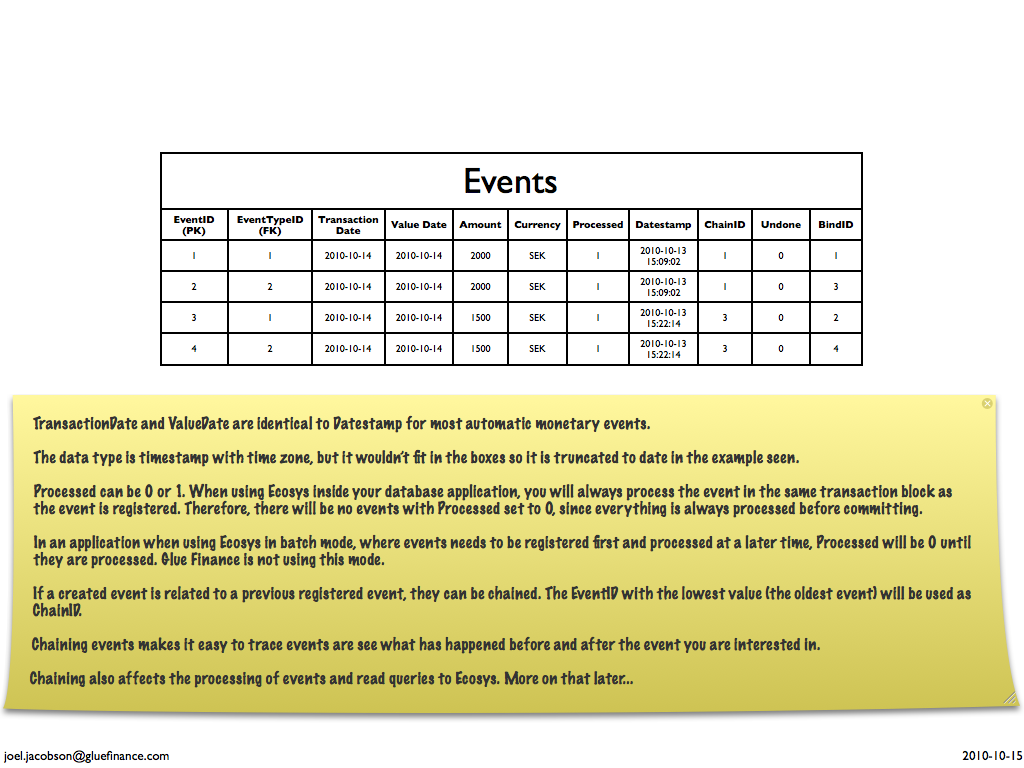 Events
EventID (PK) EventTypeID (FK) Transaction Date Value Date Amount Currency Processed Datestamp ChainID Undone BindID
1 1 2010-10-14 2010-10-14 2000 SEK 1 2010-10-13 15:09:02 1 0 1
2 2 2010-10-14 2010-10-14 2000 SEK 1 2010-10-13 15:09:02 1 0 3
3 1 2010-10-14 2010-10-14 1500 SEK 1 2010-10-13 15:22:14 3 0 2
4 2 2010-10-14 2010-10-14 1500 SEK 1 2010-10-13 15:22:14 3 0 4
TransactionDate and ValueDate are identical to Datestamp for most automatic monetary events.
The data type is timestamp with time zone, but it wouldn't fit in the boxes so it is truncated to date in the example seen.
Processed can be 0 or 1. When using Ecosys inside your database application, you will always process the event in the same transaction block as
the event is registered. Therefore, there will be no events with Processed set to 0, since everything is always processed before committing.
In an application when using Ecosys in batch mode, where events needs to be registered first and processed at a later time, Processed will be 0 until
they are processed. Glue Finance is not using this mode.
If a created event is related to a previous registered event, they can be chained. The EventID with the lowest value (the oldest event) will be used as
ChainID.
Chaining events makes it easy to trace events are see what has happened before and after the event you are interested in.
Chaining also affects the processing of events and read queries to Ecosys. More on that later...
joel.jacobson@gluefinance.com 2010-10-15